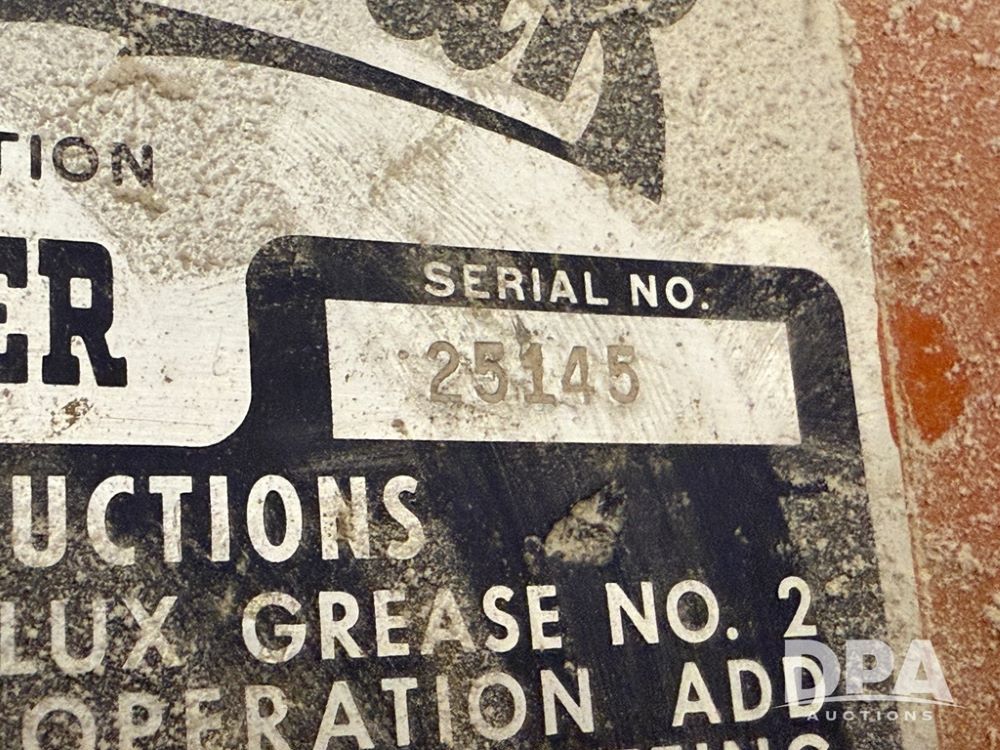 TION
ER
SERIAL NO.
25145
UCTIONS
LUX GREASE NO. 2
OPERATION ADD
DPA
AUCTIONS